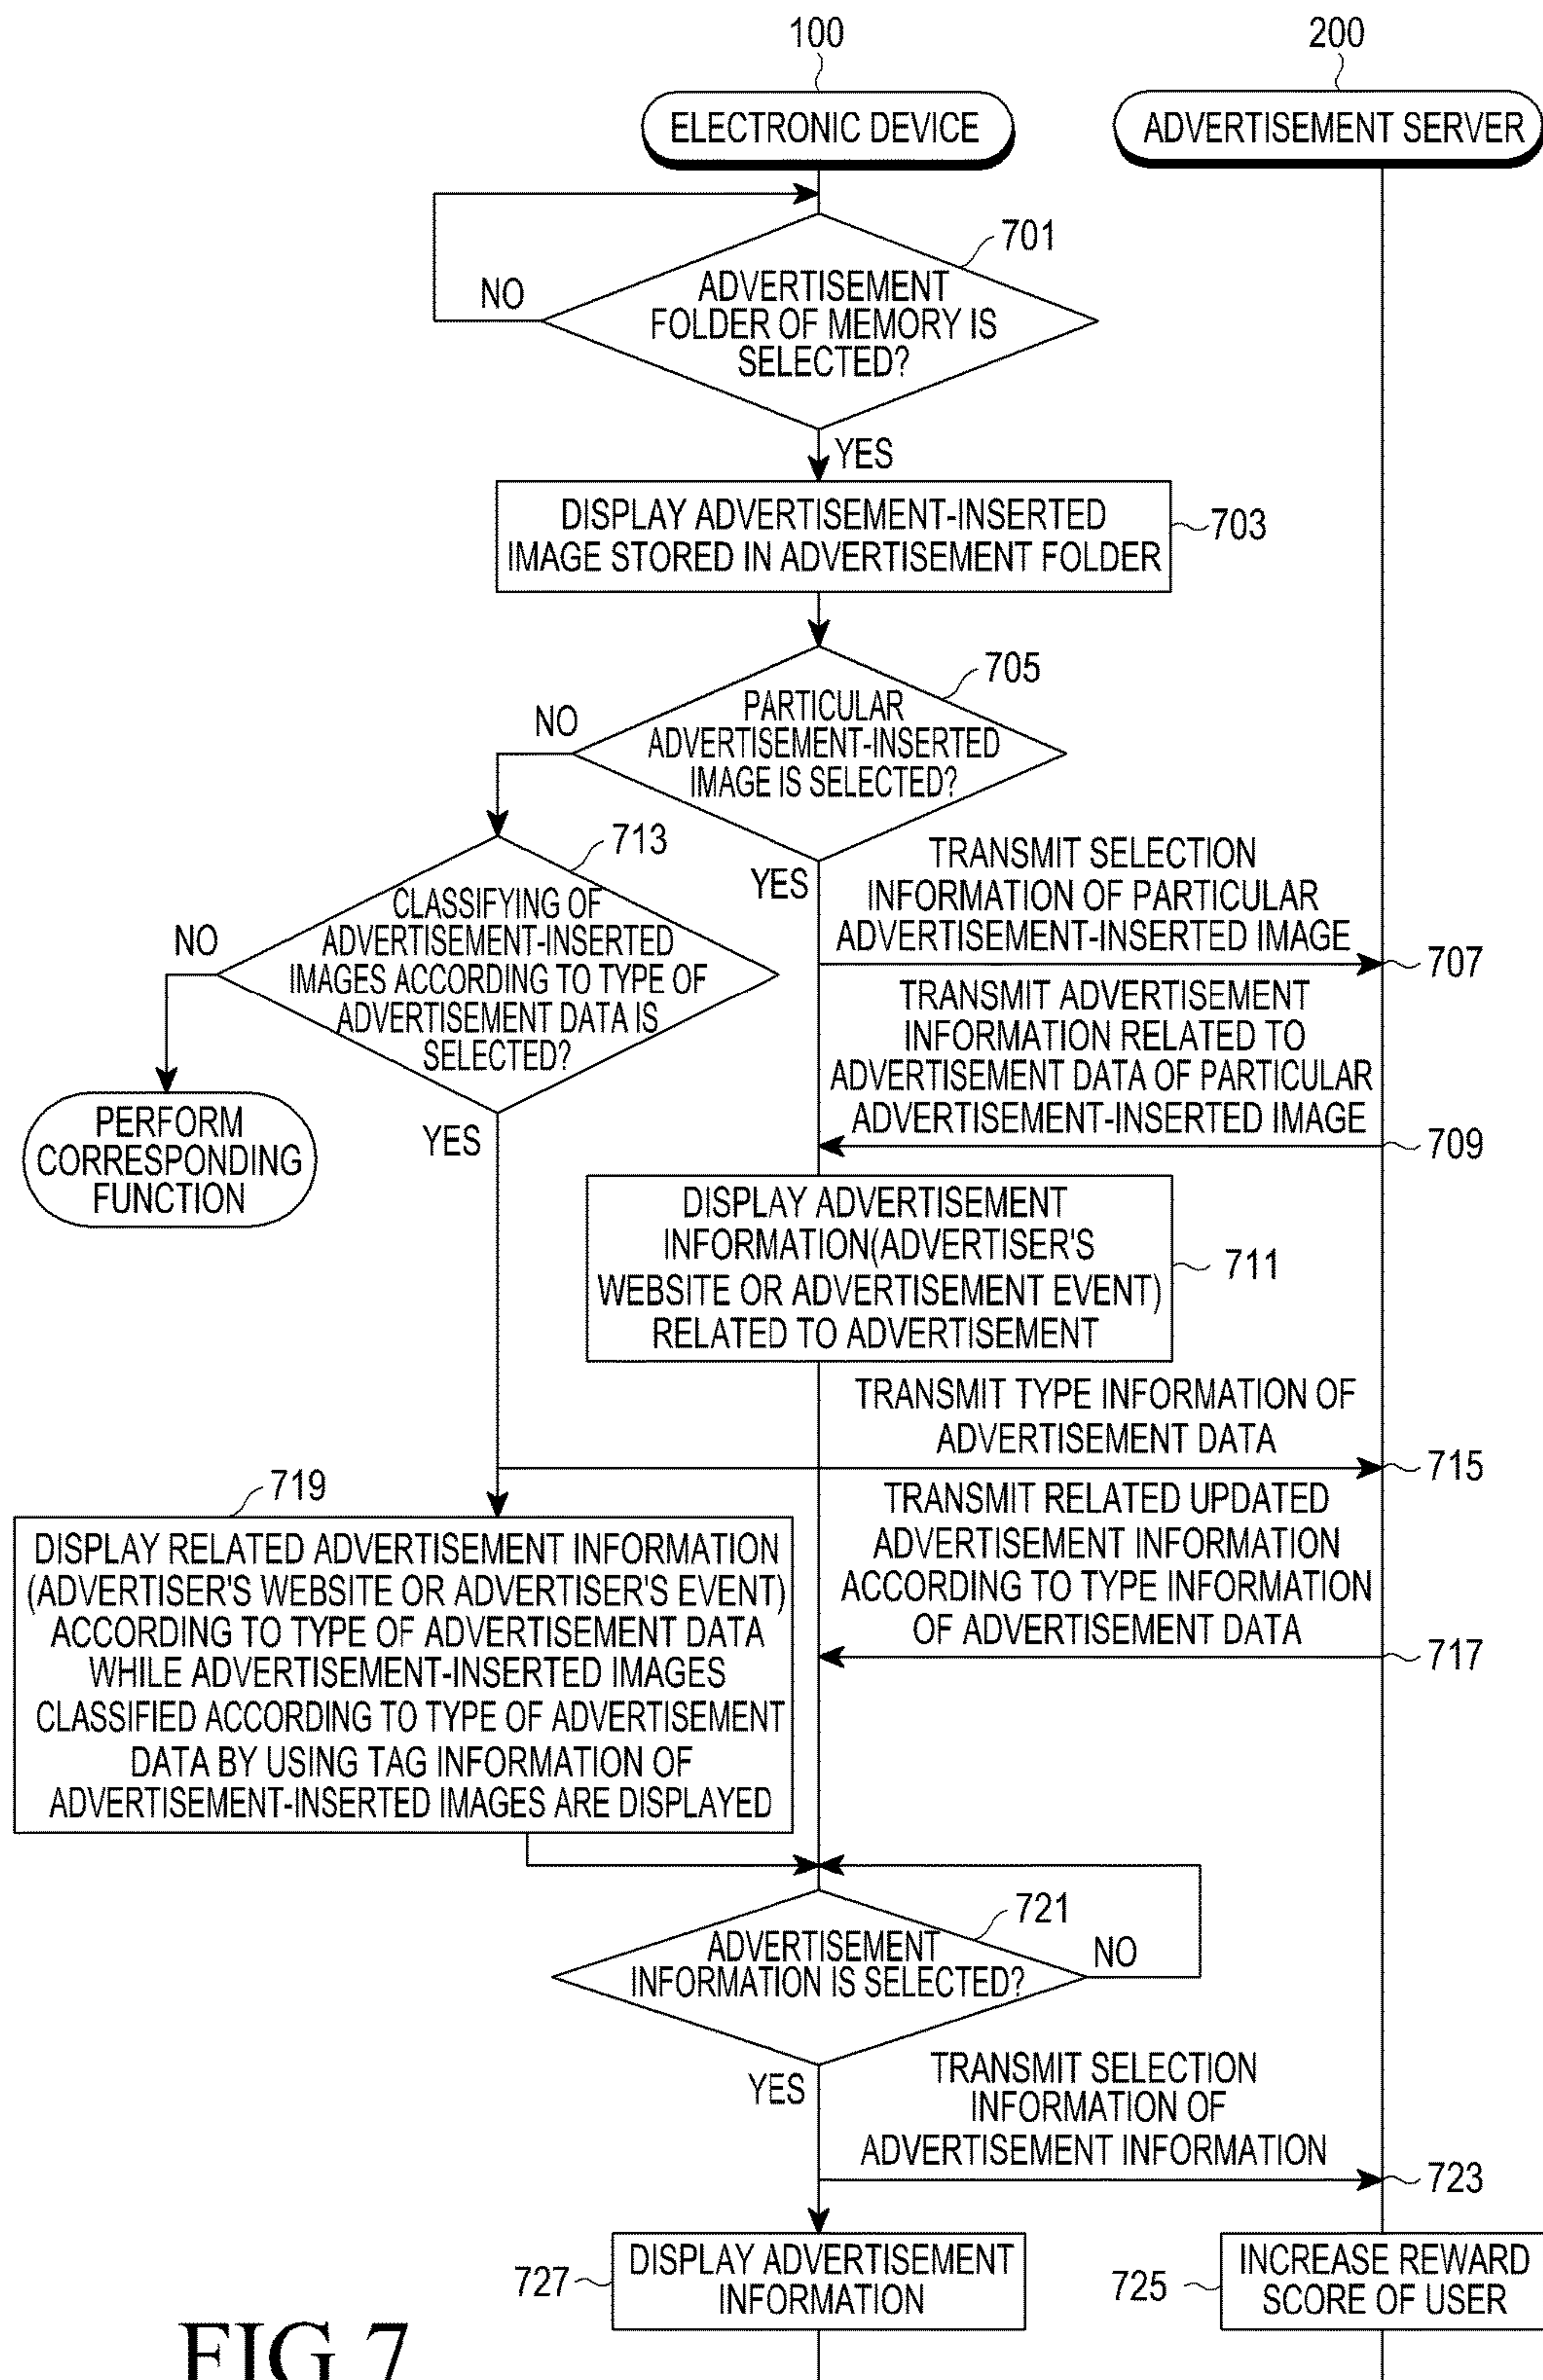 100
200
ELECTRONIC DEVICE
ADVERTISEMENT SERVER
701
ADVERTISEMENT
FOLDER OF MEMORY IS
SELECTED?
NO
YES
DISPLAY ADVERTISEMENT-INSERTED
IMAGE STORED IN ADVERTISEMENT FOLDER
703
705
PARTICULAR
ADVERTISEMENT-INSERTED
IMAGE IS SELECTED?
NO
YES
713
CLASSIFYING OF
ADVERTISEMENT-INSERTED
IMAGES ACCORDING TO TYPE OF
ADVERTISEMENT DATA IS
SELECTED?
NO
PERFORM
CORRESPONDING
FUNCTION
YES
TRANSMIT SELECTION
INFORMATION OF PARTICULAR
ADVERTISEMENT-INSERTED IMAGE
707
TRANSMIT ADVERTISEMENT
INFORMATION RELATED TO
ADVERTISEMENT DATA OF PARTICULAR
ADVERTISEMENT-INSERTED IMAGE
709
DISPLAY ADVERTISEMENT
INFORMATION(ADVERTISER'S
WEBSITE OR ADVERTISEMENT EVENT)
RELATED TO ADVERTISEMENT
711
TRANSMIT TYPE INFORMATION OF
ADVERTISEMENT DATA
715
TRANSMIT RELATED UPDATED
ADVERTISEMENT INFORMATION
ACCORDING TO TYPE INFORMATION
OF ADVERTISEMENT DATA
717
719
DISPLAY RELATED ADVERTISEMENT INFORMATION
(ADVERTISER'S WEBSITE OR ADVERTISER'S EVENT)
ACCORDING TO TYPE OF ADVERTISEMENT DATA
WHILE ADVERTISEMENT-INSERTED IMAGES
CLASSIFIED ACCORDING TO TYPE OF ADVERTISEMENT
DATA BY USING TAG INFORMATION OF
ADVERTISEMENT-INSERTED IMAGES ARE DISPLAYED
721
ADVERTISEMENT
INFORMATION IS SELECTED?
NO
YES
TRANSMIT SELECTION
INFORMATION OF
ADVERTISEMENT INFORMATION
723
727
DISPLAY ADVERTISEMENT
INFORMATION
725
INCREASE REWARD
SCORE OF USER
FIG.7